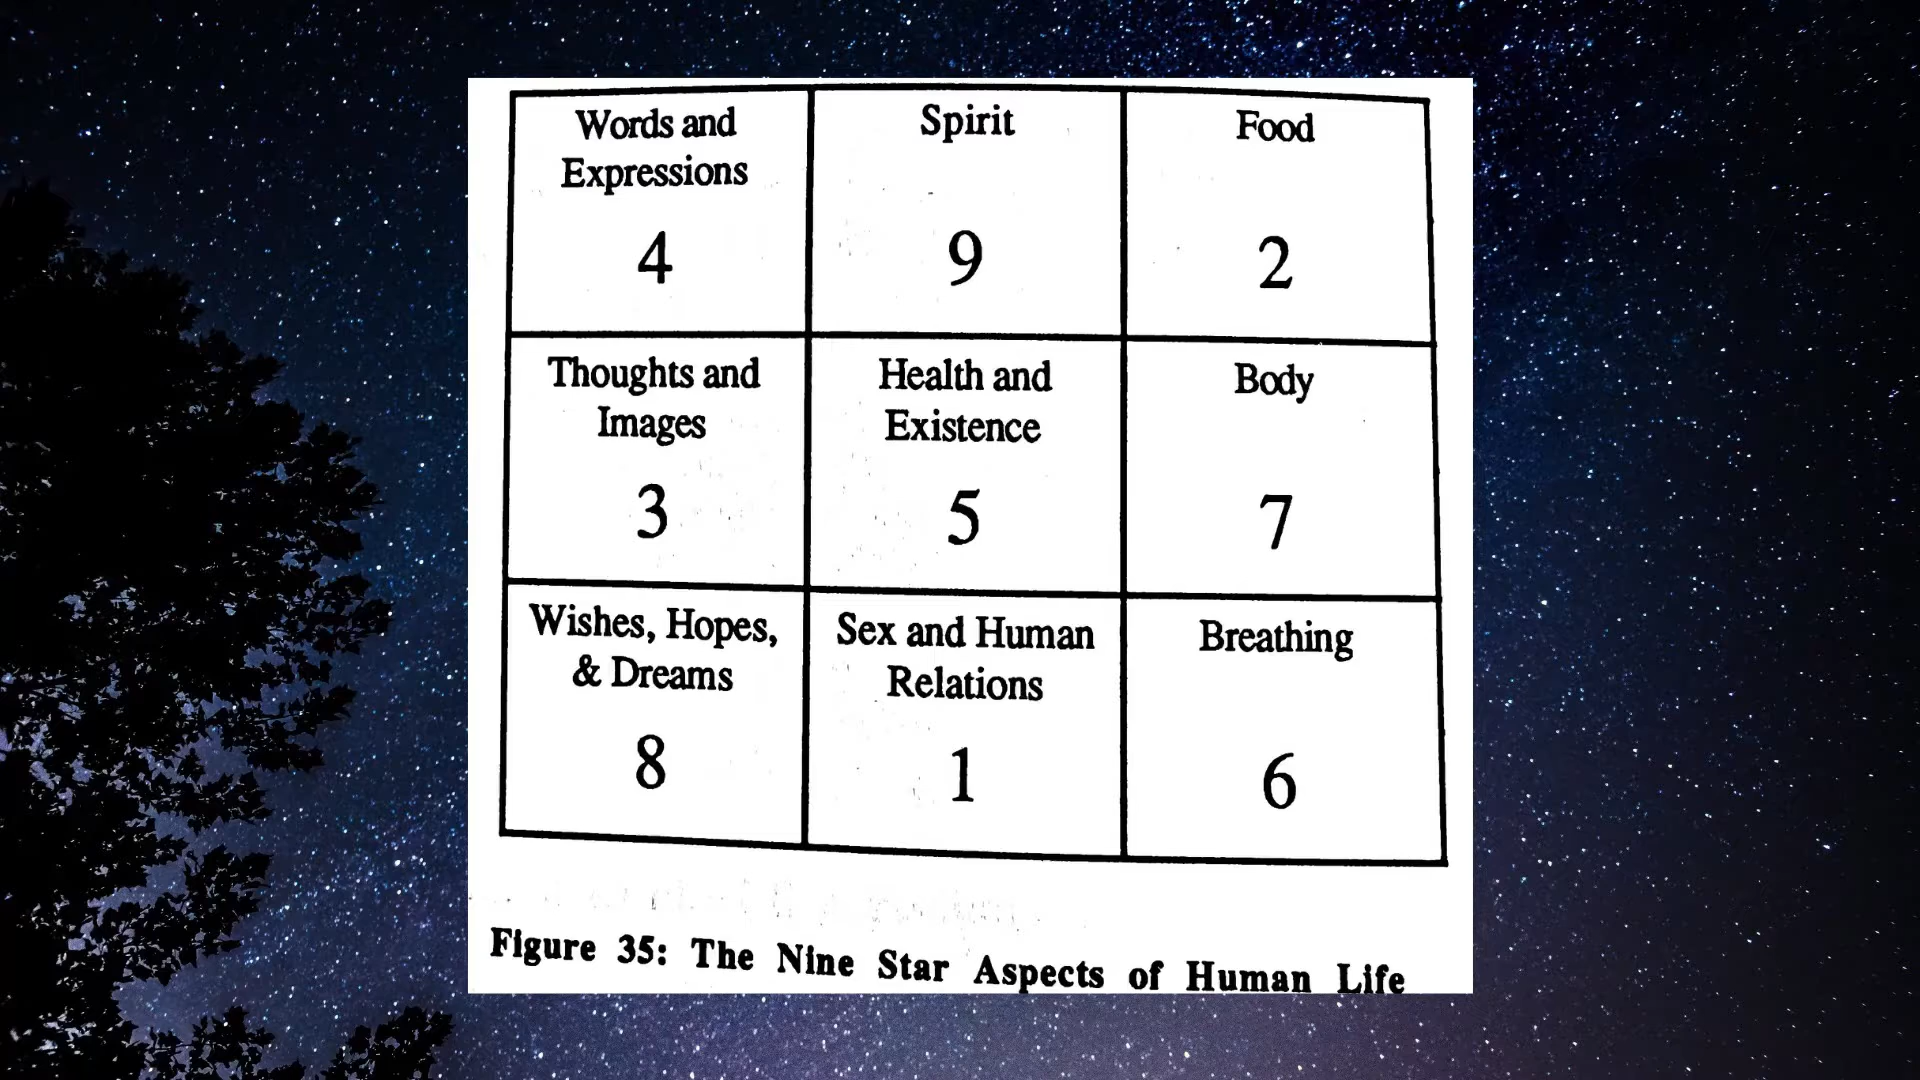 Words and
Expressions
4
Spirit
9
Food
2
Thoughts and
Images
3
Health and
Existence
5
Body
7
Wishes, Hopes,
& Dreams
8
Sex and Human
Relations
1
Breathing
6
Figure 35: The Nine Star Aspects of Human Life